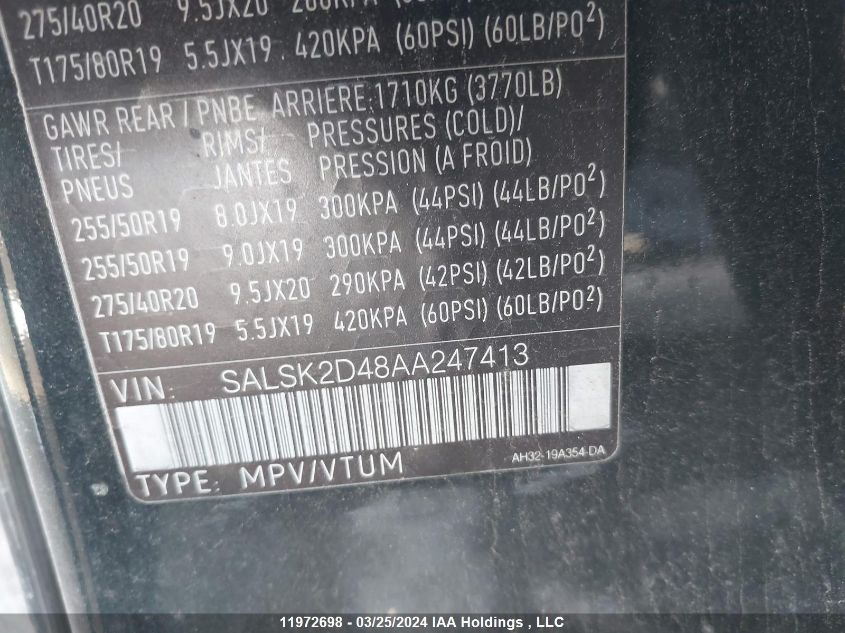 275/40R20 9.5JX20
T175/80R19 5.5JX19 420KPA (60PSI) (60LB/PO²)
GAWR REAR / PNBE ARRIERE:1710KG (3770LB)
TIRES/ RIMS/ PRESSURES (COLD)/
PNEUS JANTES PRESSION (A FROID)
255/50R19 8.0JX19 300KPA (44PSI) (44LB/PO²)
255/50R19 9.0JX19 300KPA (44PSI) (44LB/PO²)
275/40R20 9.5JX20 290KPA (42PSI) (42LB/PO²)
T175/80R19 5.5JX19 420KPA (60PSI) (60LB/PO²)
VIN: SALSK2D48AA247413
TYPE: MPV/VTUM
AH32-19A354-DA
11972698 - 03/25/2024 IAA Holdings , LLC